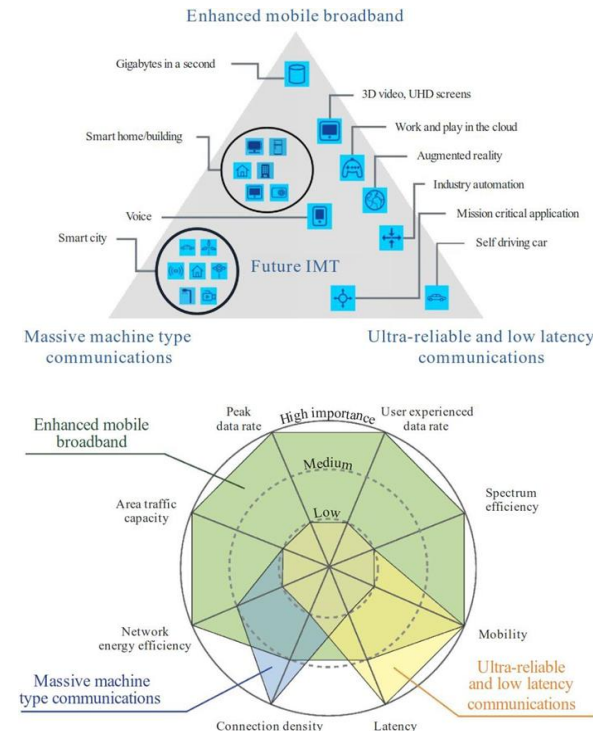 Enhanced mobile broadband
Gigabytes in a second
3D video, UHD screens
Smart home/building
Work and play in the cloud
Augmented reality
Industry automation
Voice
Mission critical application
Smart city
Self driving car
Future IMT
Massive machine type
communications
Ultra-reliable and low latency
communications
Enhanced mobile
broadband
Peak
data rate
High importance
User experienced
data rate
Medium
Area traffic
capacity
Low
Spectrum
efficiency
Network
energy efficiency
Mobility
Massive machine
type communications
Ultra-reliable
and low latency
communications
Connection density
Latency